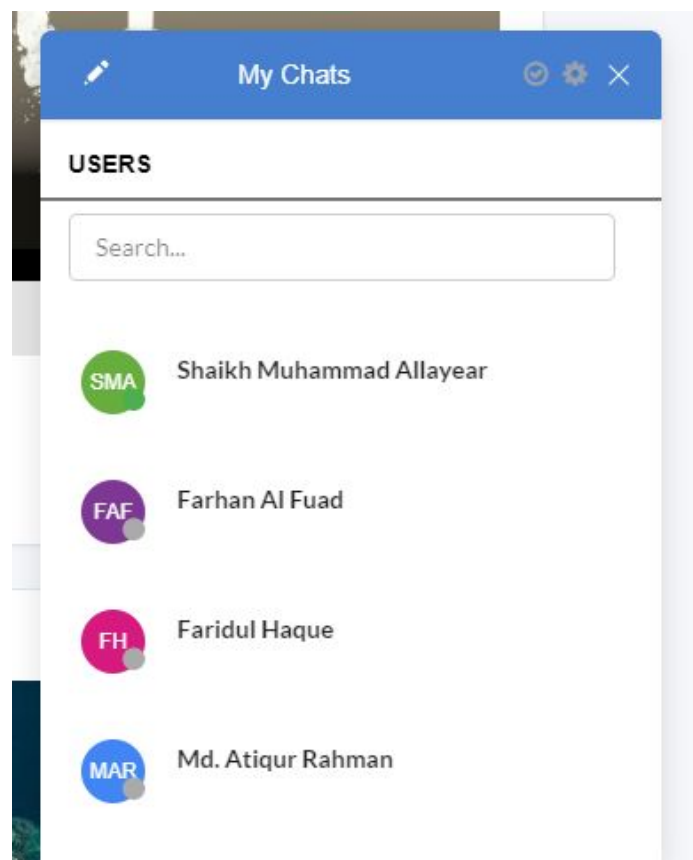 My Chats
USERS
Search...
SMA
Shaikh Muhammad Allayear
FAF
Farhan Al Fuad
FH
Faridul Haque
MAR
Md. Atiqur Rahman